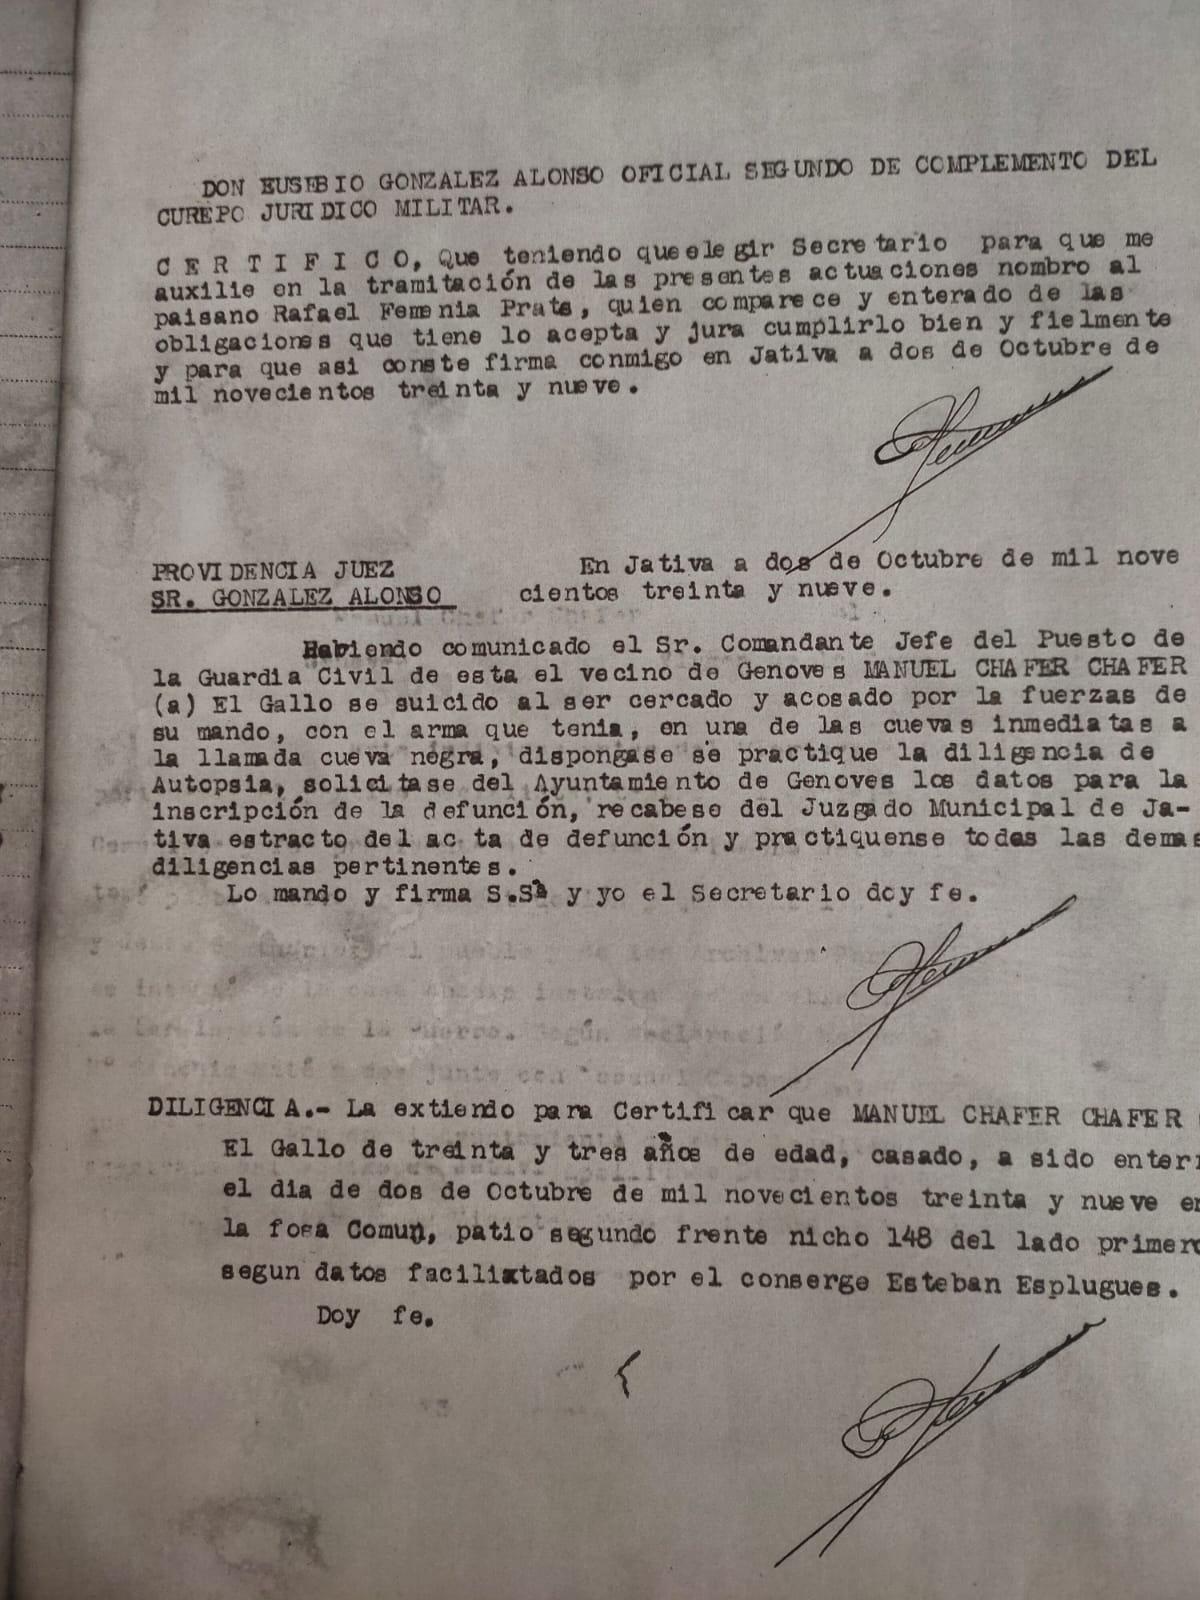 DON EUSEBIO GONZALEZ ALONSO OFICIAL SEGUNDO DE COMPLEMENTO DEL
CUREPO JURIDICO MILITAR.
C E R T I F I C O, Que teniendo que elegir Secretario para que me
auxilie en la tramitación de las presentes actuaciones nombro al
paisano Rafael Femenia Prats, quien comparece y enterado de las
obligaciones que tiene lo acepta y jura cumplirlo bien y fielmente
y para que asi conste firma conmigo en Jativa a dos de Octubre de
mil novecientos treinta y nueve.
PROVIDENCIA JUEZ
SR. GONZALEZ ALONSO
En Jativa a dos de Octubre de mil nove
cientos treinta y nueve.
Habiendo comunicado el Sr. Comandante Jefe del Puesto de
la Guardia Civil de esta el vecino de Genoves MANUEL CHAFER CHAFER
(a) El Gallo se suicido al ser cercado y acosado por la fuerzas de
su mando, con el arma que tenia, en una de las cuevas inmediatas a
la llamada cueva negra, dispongase se practique la diligencia de
Autopsia, solicitase del Ayuntamiento de Genoves los datos para la
inscripción de la defunción, recabese del Juzgado Municipal de Ja-
tiva estracto del acta de defunción y practiquense todas las demas
diligencias pertinentes.
Lo mando y firma S.Sª y yo el Secretario doy fe.
DILIGENCIA.- La extiendo para Certificar que MANUEL CHAFER CHAFER
El Gallo de treinta y tres años de edad, casado, a sido
el dia de dos de Octubre de mil novecientos treinta y nueve en
la fosa Comun, patio segundo frente nicho 148 del lado primero
segun datos facilixtados por el conserge Esteban Esplugues.
Doy fe.